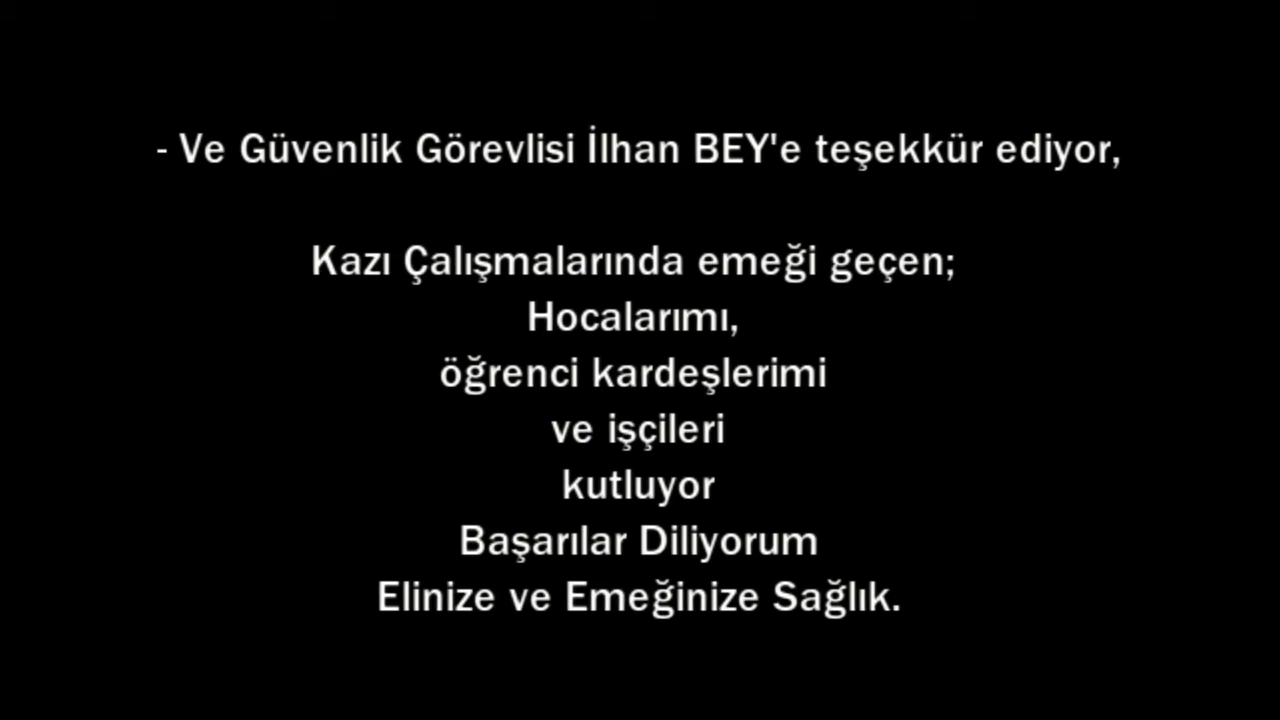 - Ve Güvenlik Görevlisi İlhan BEY'e teşekkür ediyor,
Kazı Çalışmalarında emeği geçen;
Hocalarımı,
öğrenci kardeşlerimi
ve işçileri
kutluyor
Başarılar Diliyorum
Elinize ve Emeğinize Sağlık.